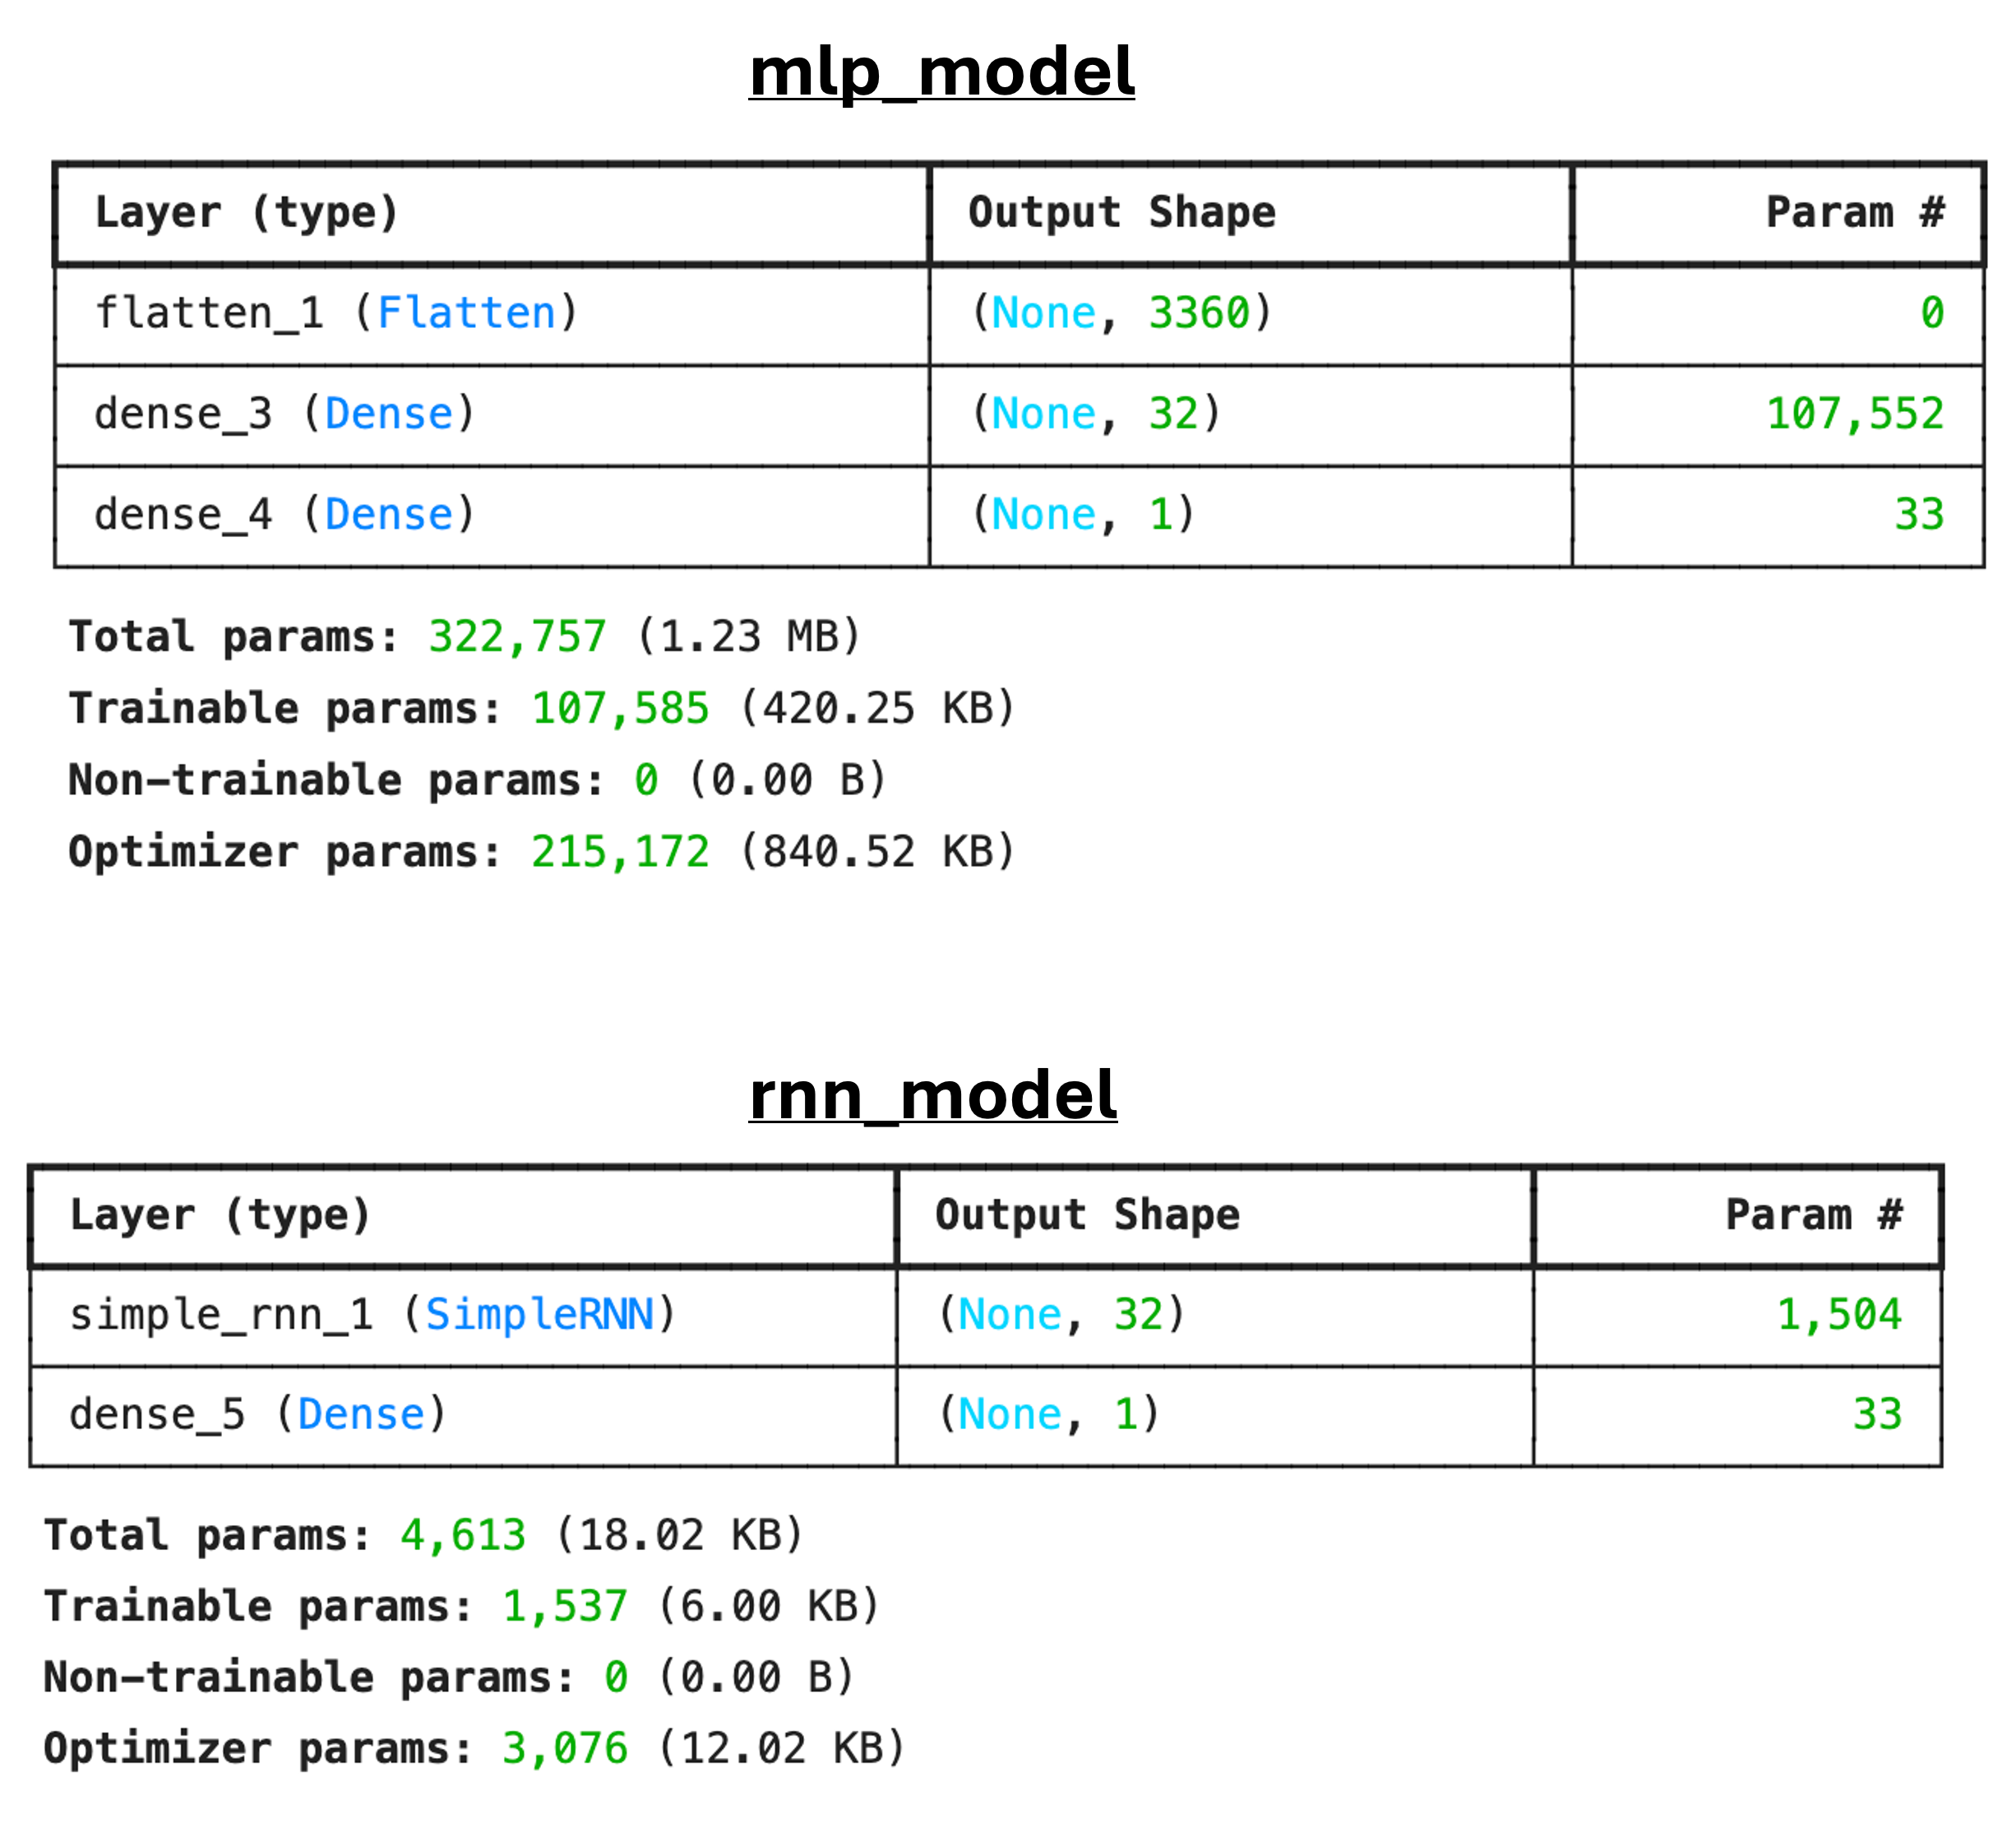 mlp_model
Layer (type) Output Shape Param #
flatten_1 (Flatten) (None, 3360) 0
dense_3 (Dense) (None, 32) 107,552
dense_4 (Dense) (None, 1) 33
Total params: 322,757 (1.23 MB)
Trainable params: 107,585 (420.25 KB)
Non-trainable params: 0 (0.00 B)
Optimizer params: 215,172 (840.52 KB)
rnn_model
Layer (type) Output Shape Param #
simple_rnn_1 (SimpleRNN) (None, 32) 1,504
dense_5 (Dense) (None, 1) 33
Total params: 4,613 (18.02 KB)
Trainable params: 1,537 (6.00 KB)
Non-trainable params: 0 (0.00 B)
Optimizer params: 3,076 (12.02 KB)